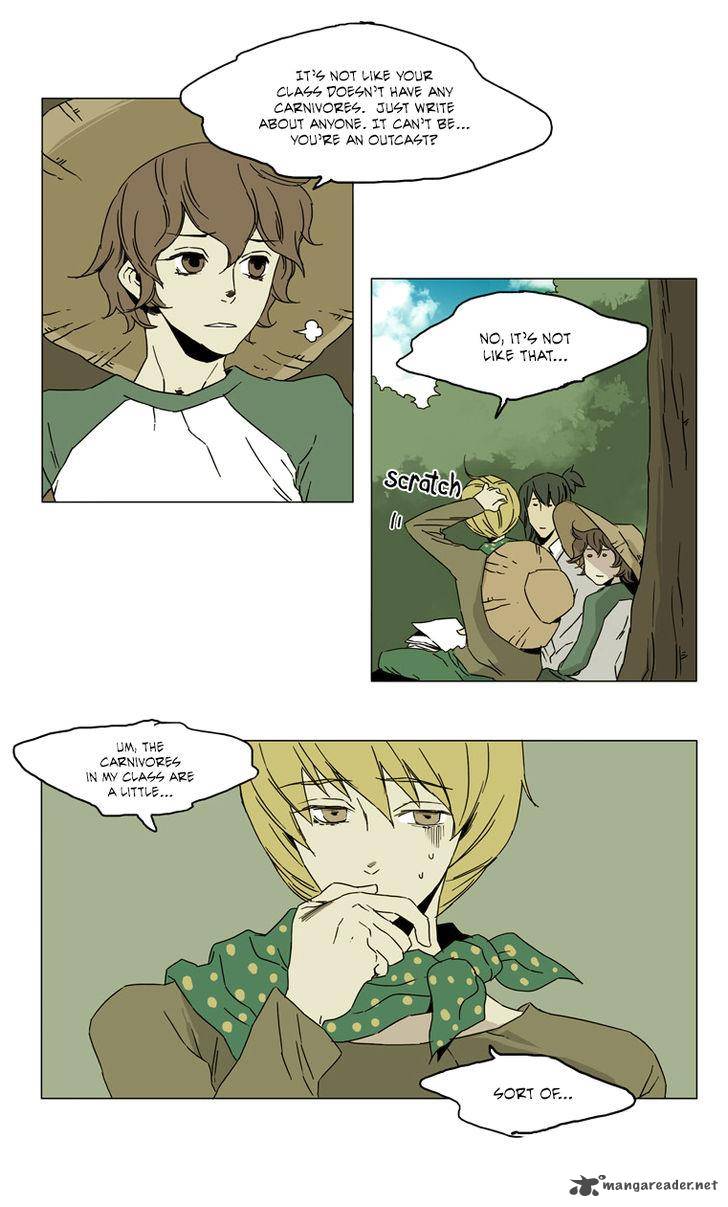 IT'S NOT LIKE YOUR
CLASS DOESN'T HAVE ANY
CARNIVORES. JUST WRITE
ABOUT ANYONE. IT CAN'T BE...
YOU'RE AN OUTCAST?
NO, IT'S NOT
LIKE THAT...
scratch
UM, THE
CARNIVORES
IN MY CLASS ARE
A LITTLE...
SORT OF...
mangareader.net